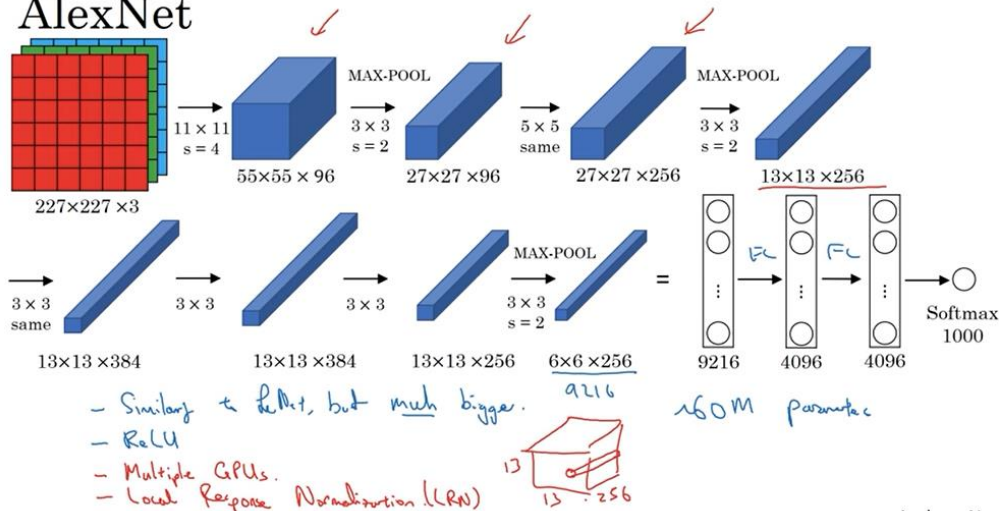 AlexNet
MAX-POOL
MAX-POOL
11 × 11
s = 4
3 × 3
s = 2
5 × 5
same
3 × 3
s = 2
55×55 × 96
27×27 ×96
27×27 ×256
13×13 ×256
227×227 ×3
MAX-POOL
FC
FC
3 × 3
same
3 × 3
3 × 3
3 × 3
s = 2
=
Softmax
1000
13×13 ×384
13×13 ×384
13×13 ×256
6×6 ×256
9216
4096
4096
9216
- Similar to LeNet, but much bigger.
~60M parameters
- ReLU
- Multiple GPUs.
- Local Response Normalization (LRN)
13
13
256